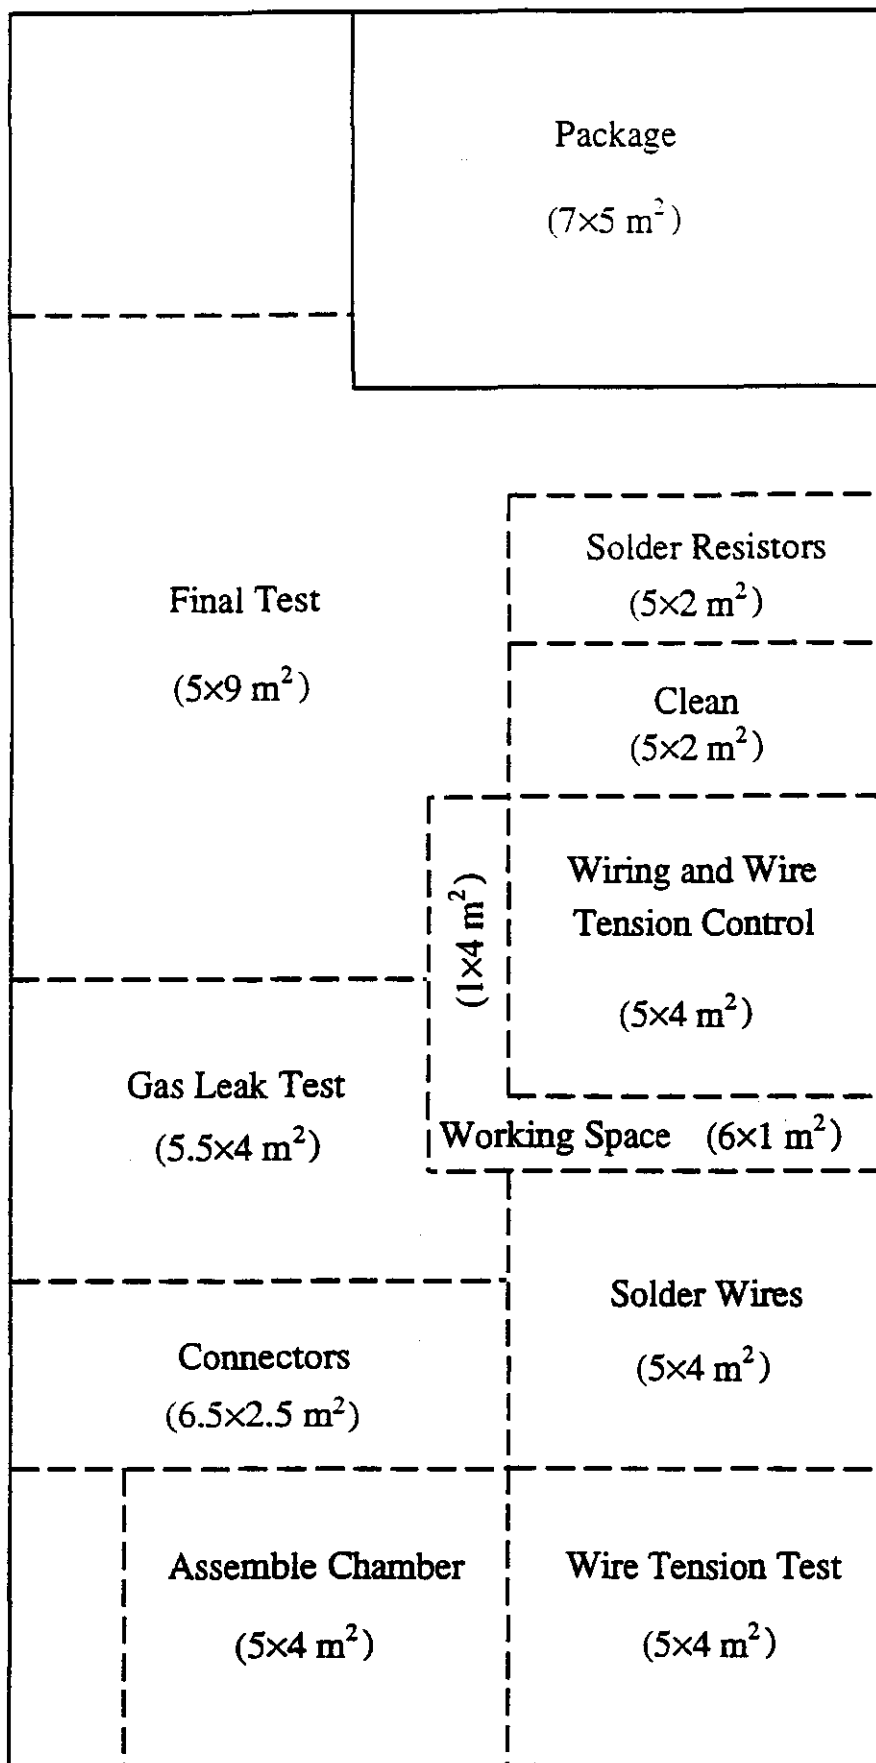 Package
(7×5 m²)
Solder Resistors
(5×2 m²)
Final Test
(5×9 m²)
Clean
(5×2 m²)
Wiring and Wire
Tension Control
(5×4 m²)
(1×4 m²)
Gas Leak Test
(5.5×4 m²)
Working Space (6×1 m²)
Solder Wires
(5×4 m²)
Connectors
(6.5×2.5 m²)
Assemble Chamber
(5×4 m²)
Wire Tension Test
(5×4 m²)